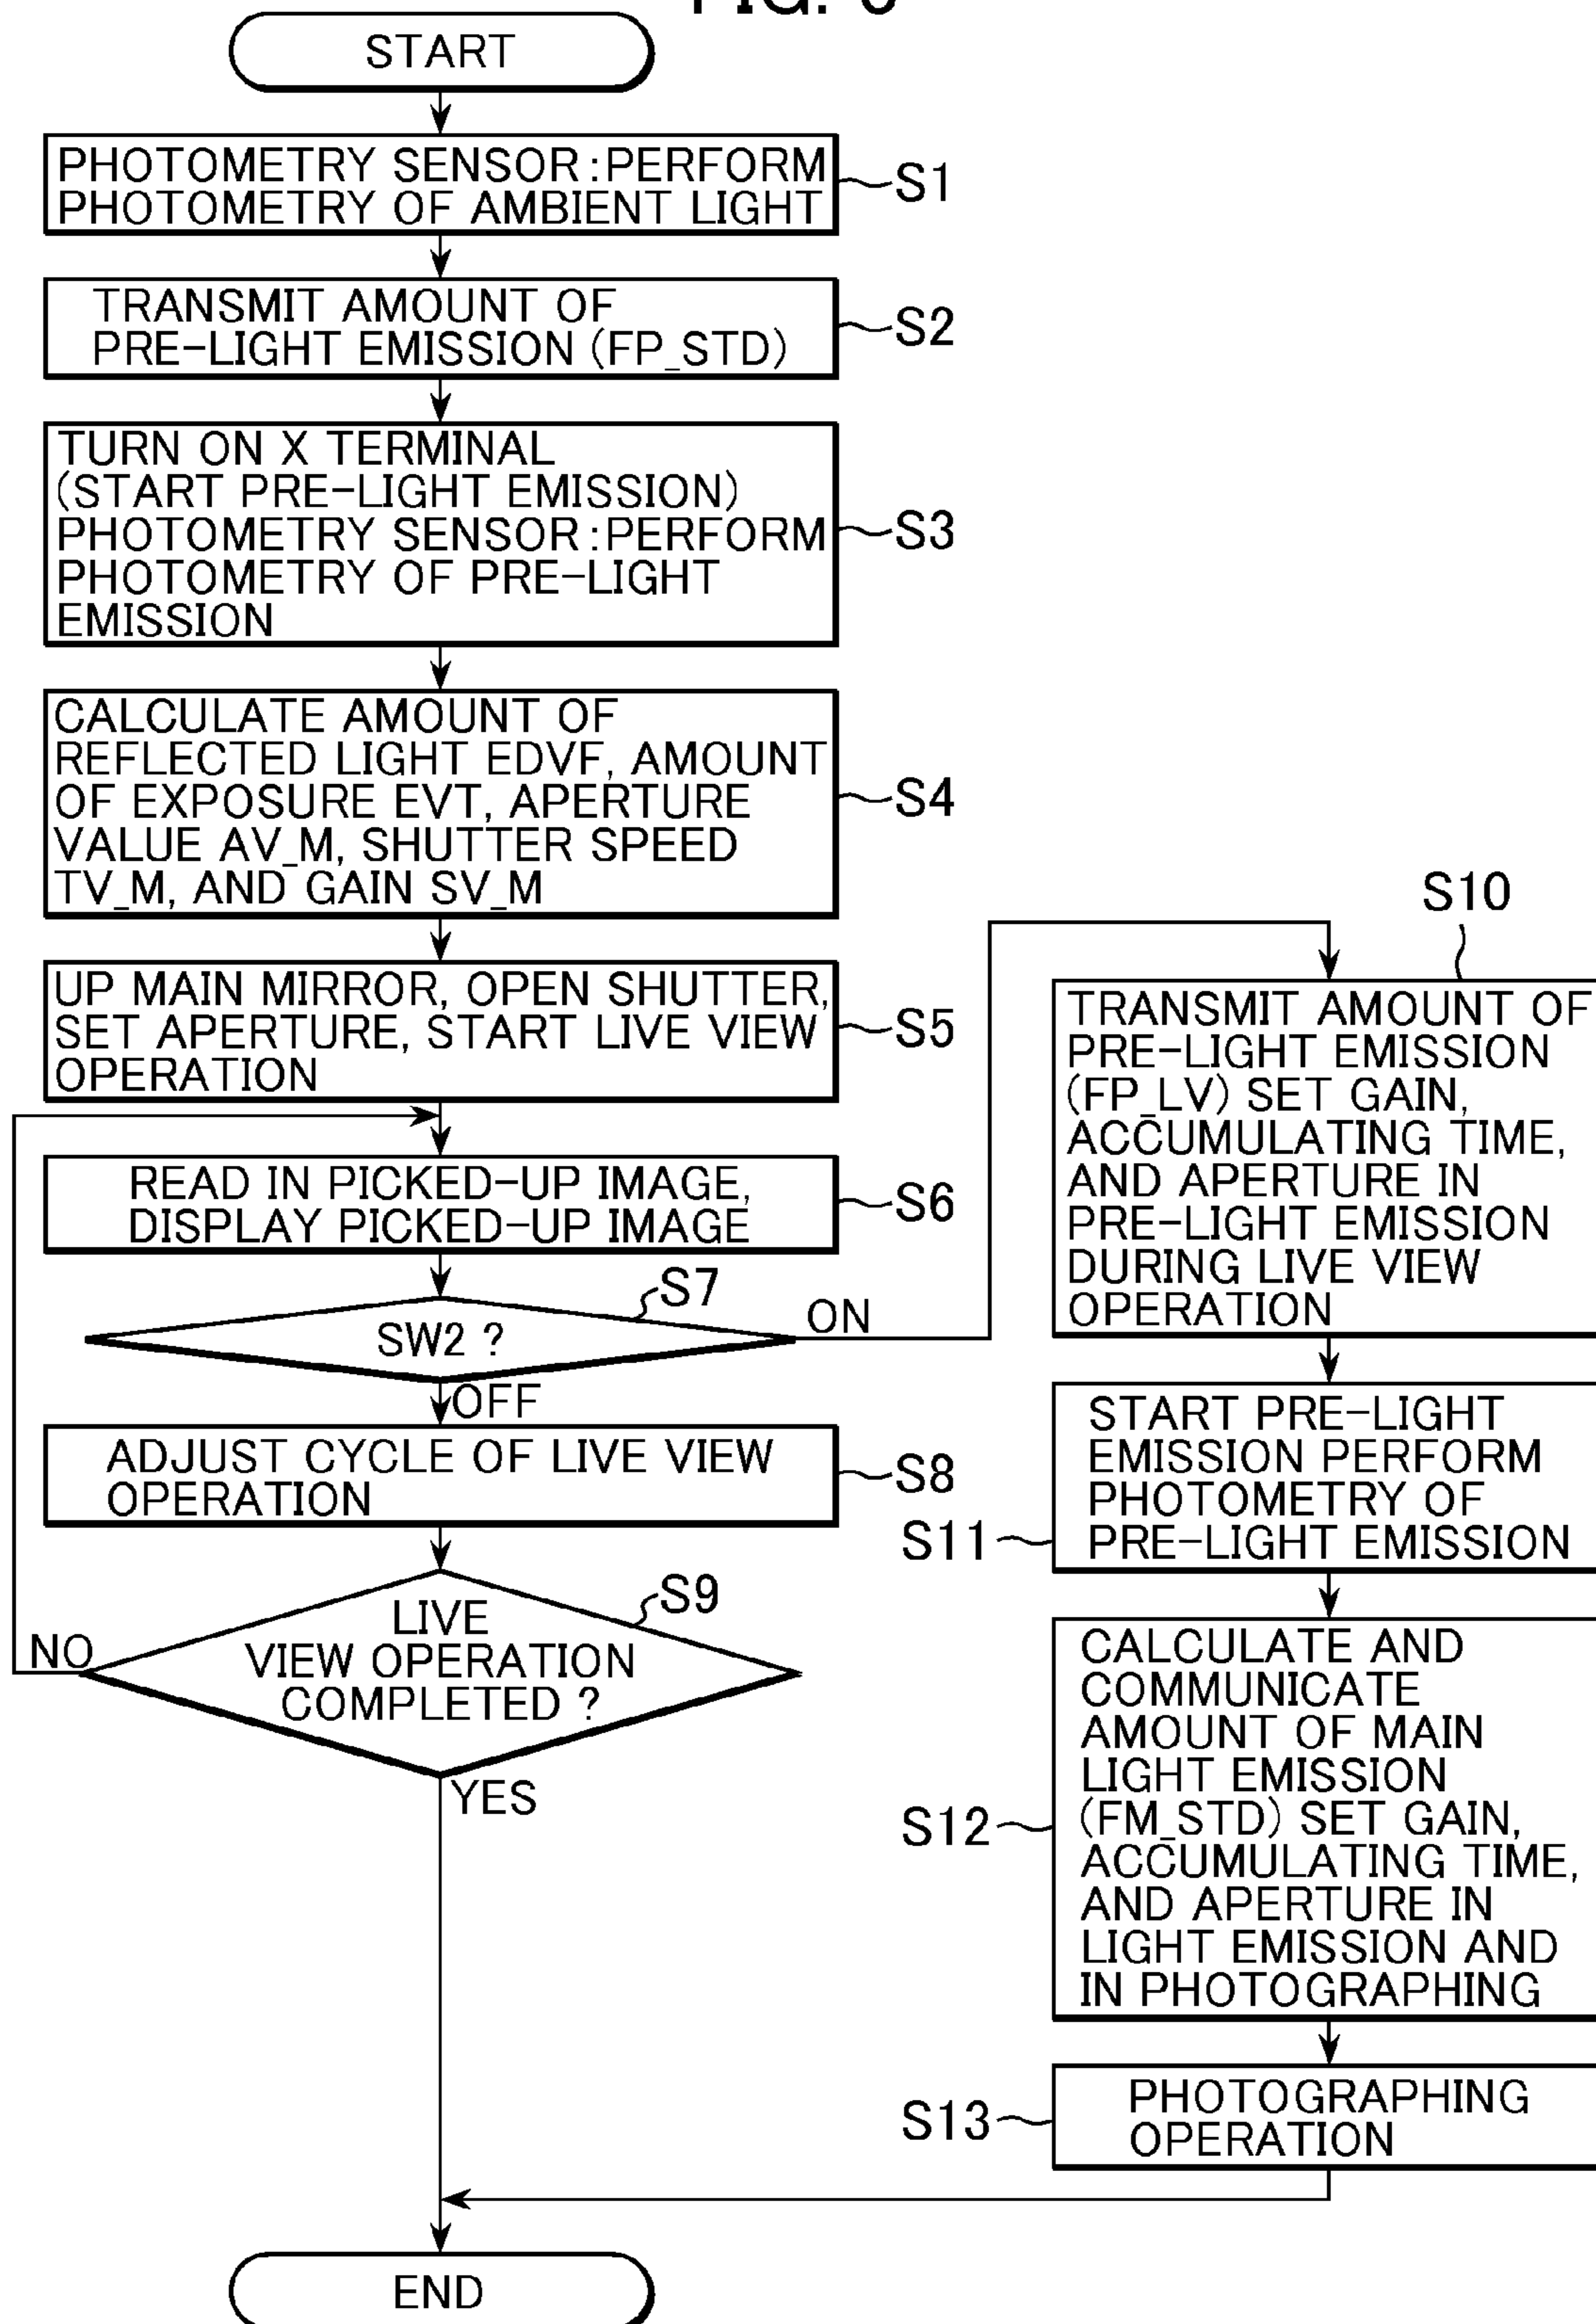 START
PHOTOMETRY SENSOR:PERFORM
PHOTOMETRY OF AMBIENT LIGHT
S1
TRANSMIT AMOUNT OF
PRE-LIGHT EMISSION (FP_STD)
S2
TURN ON X TERMINAL
(START PRE-LIGHT EMISSION)
PHOTOMETRY SENSOR:PERFORM
PHOTOMETRY OF PRE-LIGHT
EMISSION
S3
CALCULATE AMOUNT OF
REFLECTED LIGHT EDVF, AMOUNT
OF EXPOSURE EVT, APERTURE
VALUE AV_M, SHUTTER SPEED
TV_M, AND GAIN SV_M
S4
UP MAIN MIRROR, OPEN SHUTTER,
SET APERTURE, START LIVE VIEW
OPERATION
S5
READ IN PICKED-UP IMAGE,
DISPLAY PICKED-UP IMAGE
S6
S7
SW2 ?
ON
OFF
ADJUST CYCLE OF LIVE VIEW
OPERATION
S8
S9
LIVE
VIEW OPERATION
COMPLETED ?
NO
YES
S10
TRANSMIT AMOUNT OF
PRE-LIGHT EMISSION
(FP_LV) SET GAIN,
ACCUMULATING TIME,
AND APERTURE IN
PRE-LIGHT EMISSION
DURING LIVE VIEW
OPERATION
START PRE-LIGHT
EMISSION PERFORM
PHOTOMETRY OF
PRE-LIGHT EMISSION
S11
CALCULATE AND
COMMUNICATE
AMOUNT OF MAIN
LIGHT EMISSION
(FM_STD) SET GAIN,
ACCUMULATING TIME,
AND APERTURE IN
LIGHT EMISSION AND
IN PHOTOGRAPHING
S12
PHOTOGRAPHING
OPERATION
S13
END